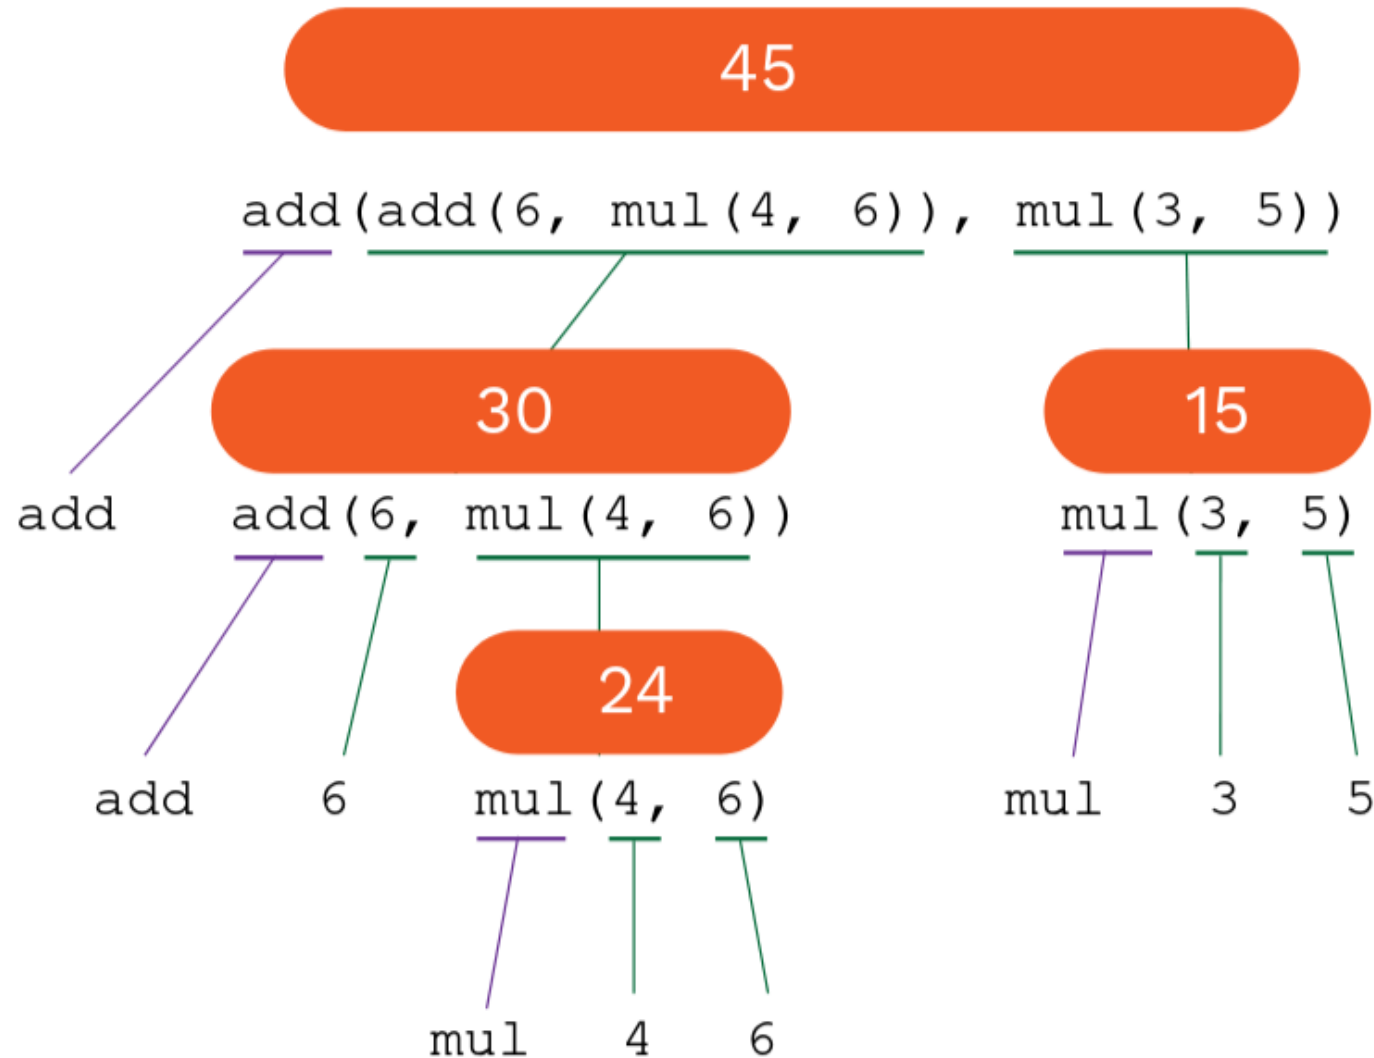 45
add(add(6, mul(4, 6)), mul(3, 5))
30 15
add add(6, mul(4, 6)) mul(3, 5)
24
add 6 mul(4, 6) mul 3 5
mul 4 6